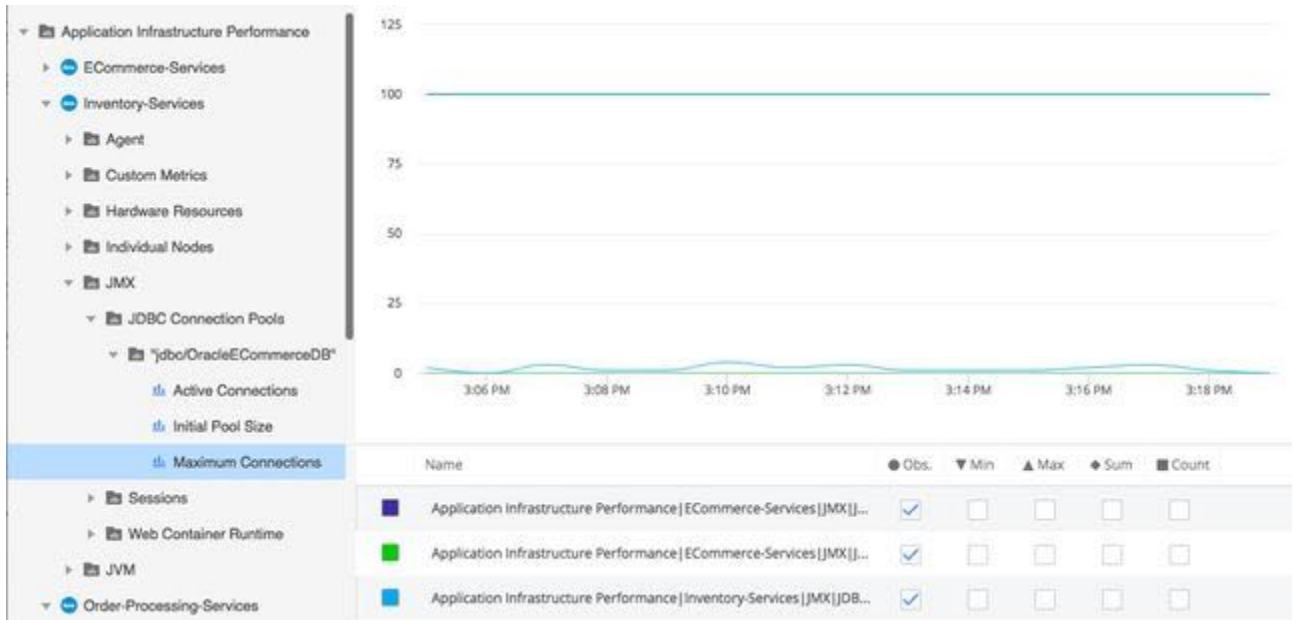 Application Infrastructure Performance
ECommerce-Services
Inventory-Services
Agent
Custom Metrics
Hardware Resources
Individual Nodes
JMX
JDBC Connection Pools
"jdbc/OracleECommerceDB"
Active Connections
Initial Pool Size
Maximum Connections
Sessions
Web Container Runtime
JVM
Order-Processing-Services
125
100
75
50
25
0
3:06 PM 3:08 PM 3:10 PM 3:12 PM 3:14 PM 3:16 PM 3:18 PM
Name Obs. Min Max Sum Count
Application Infrastructure Performance|ECommerce-Services|JMX|J...
Application Infrastructure Performance|ECommerce-Services|JMX|J...
Application Infrastructure Performance|Inventory-Services|JMX|JDB...